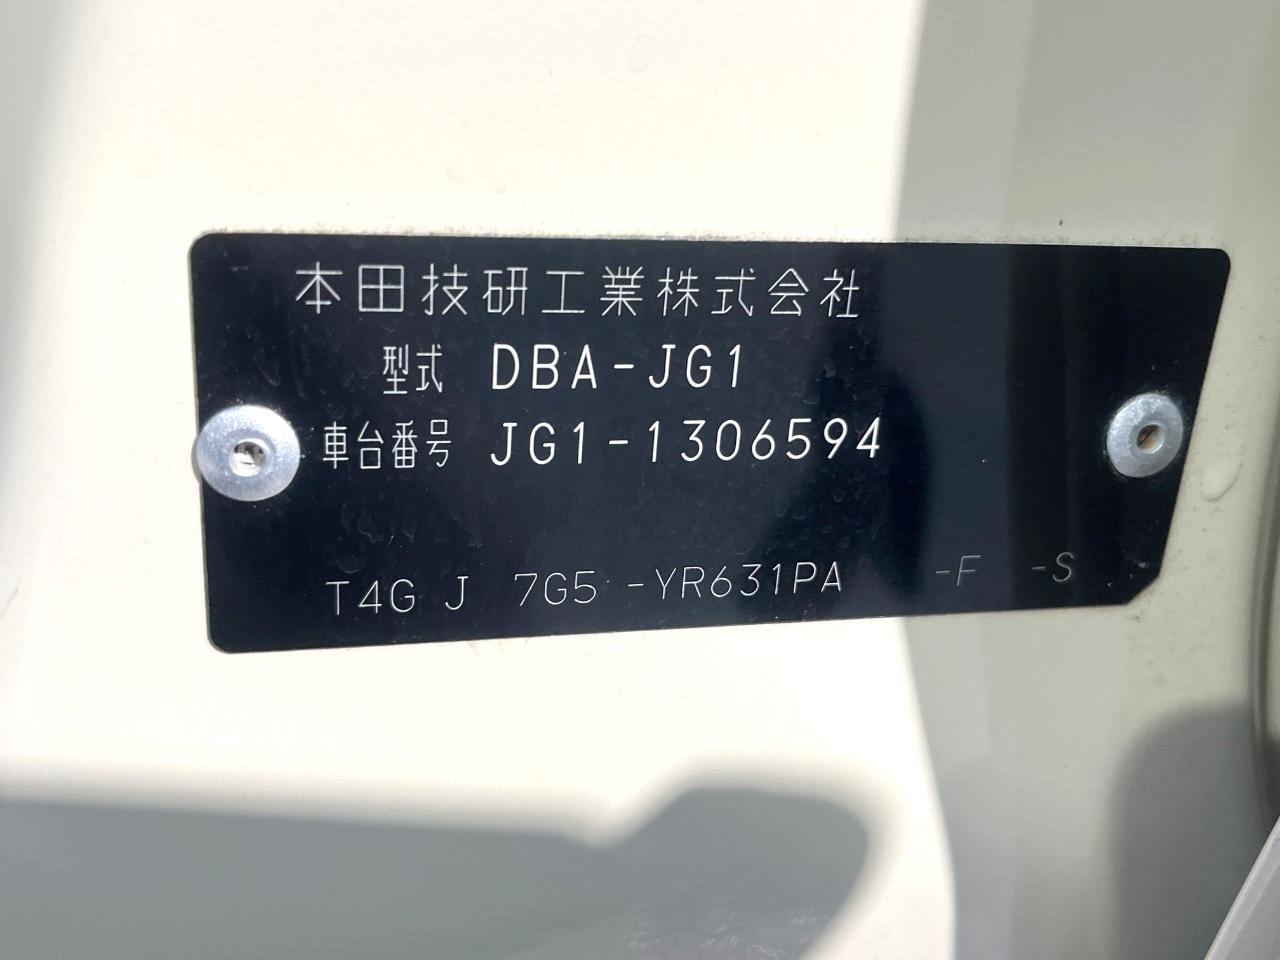 本田技研工業株式会社
型式 DBA-JG1
車台番号 JG1-1306594
T4G J 7G5 -YR631PA -F -S